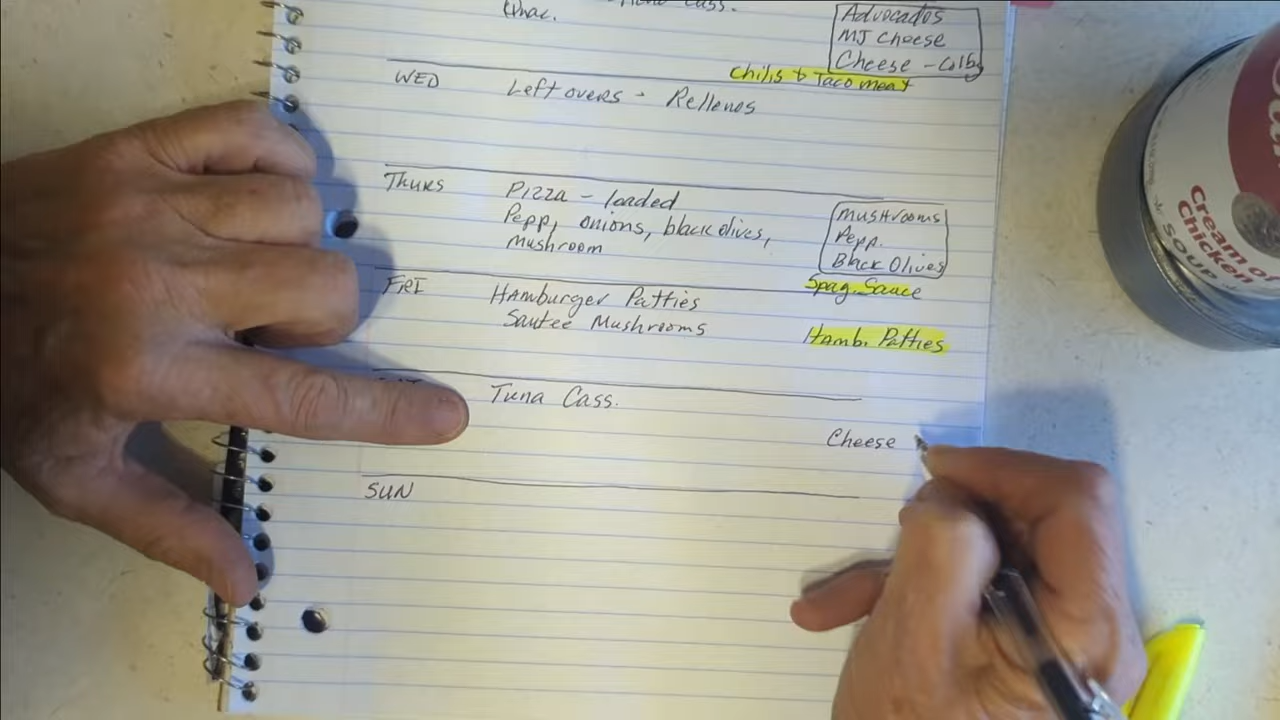 Cass.
Advocados
MJ Cheese
Cheese - Colby
Chilis & Taco meat
WED Leftovers - Rellenos
THURS Pizza - loaded
Pepp, onions, black olives,
Mushroom
Mushrooms
Pepp.
Black Olives
Spag. Sauce
FRI Hamburger Patties
Sautee Mushrooms
Hamb. Patties
Tuna Cass.
Cheese
SUN
Cream of
Chicken
SOUP